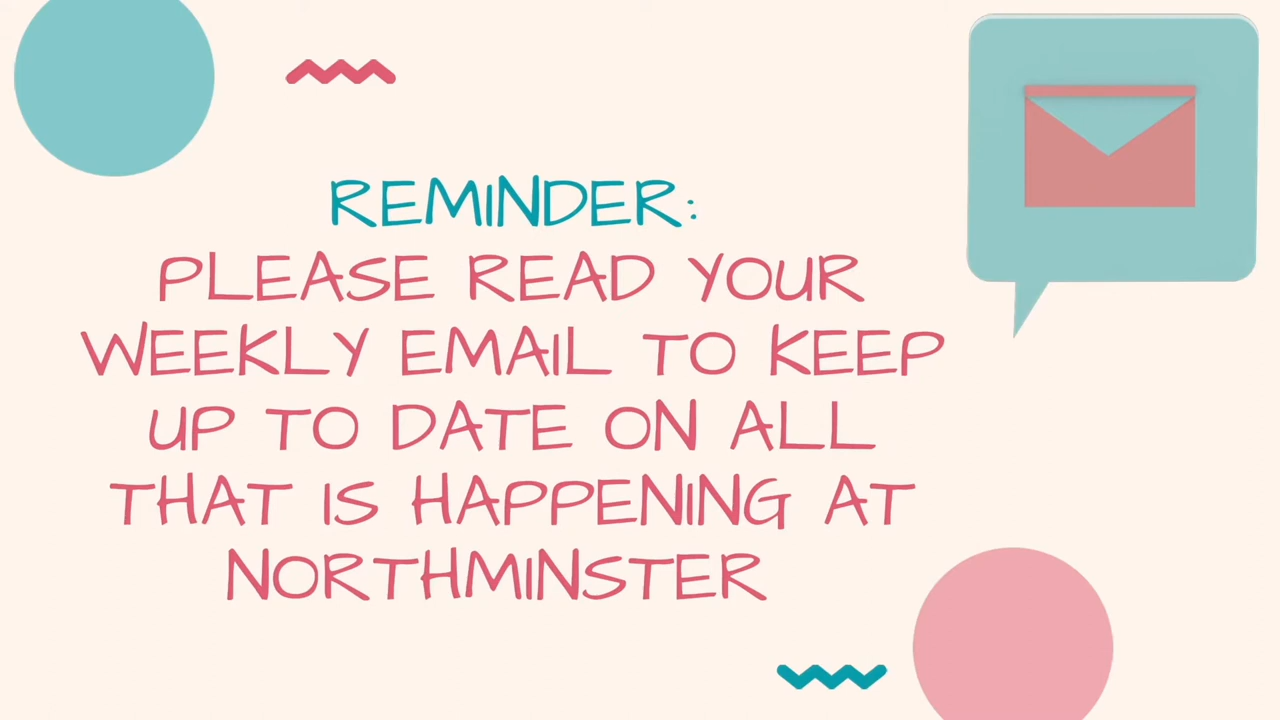 REMINDER:
PLEASE READ YOUR
WEEKLY EMAIL TO KEEP
UP TO DATE ON ALL
THAT IS HAPPENING AT
NORTHMINSTER